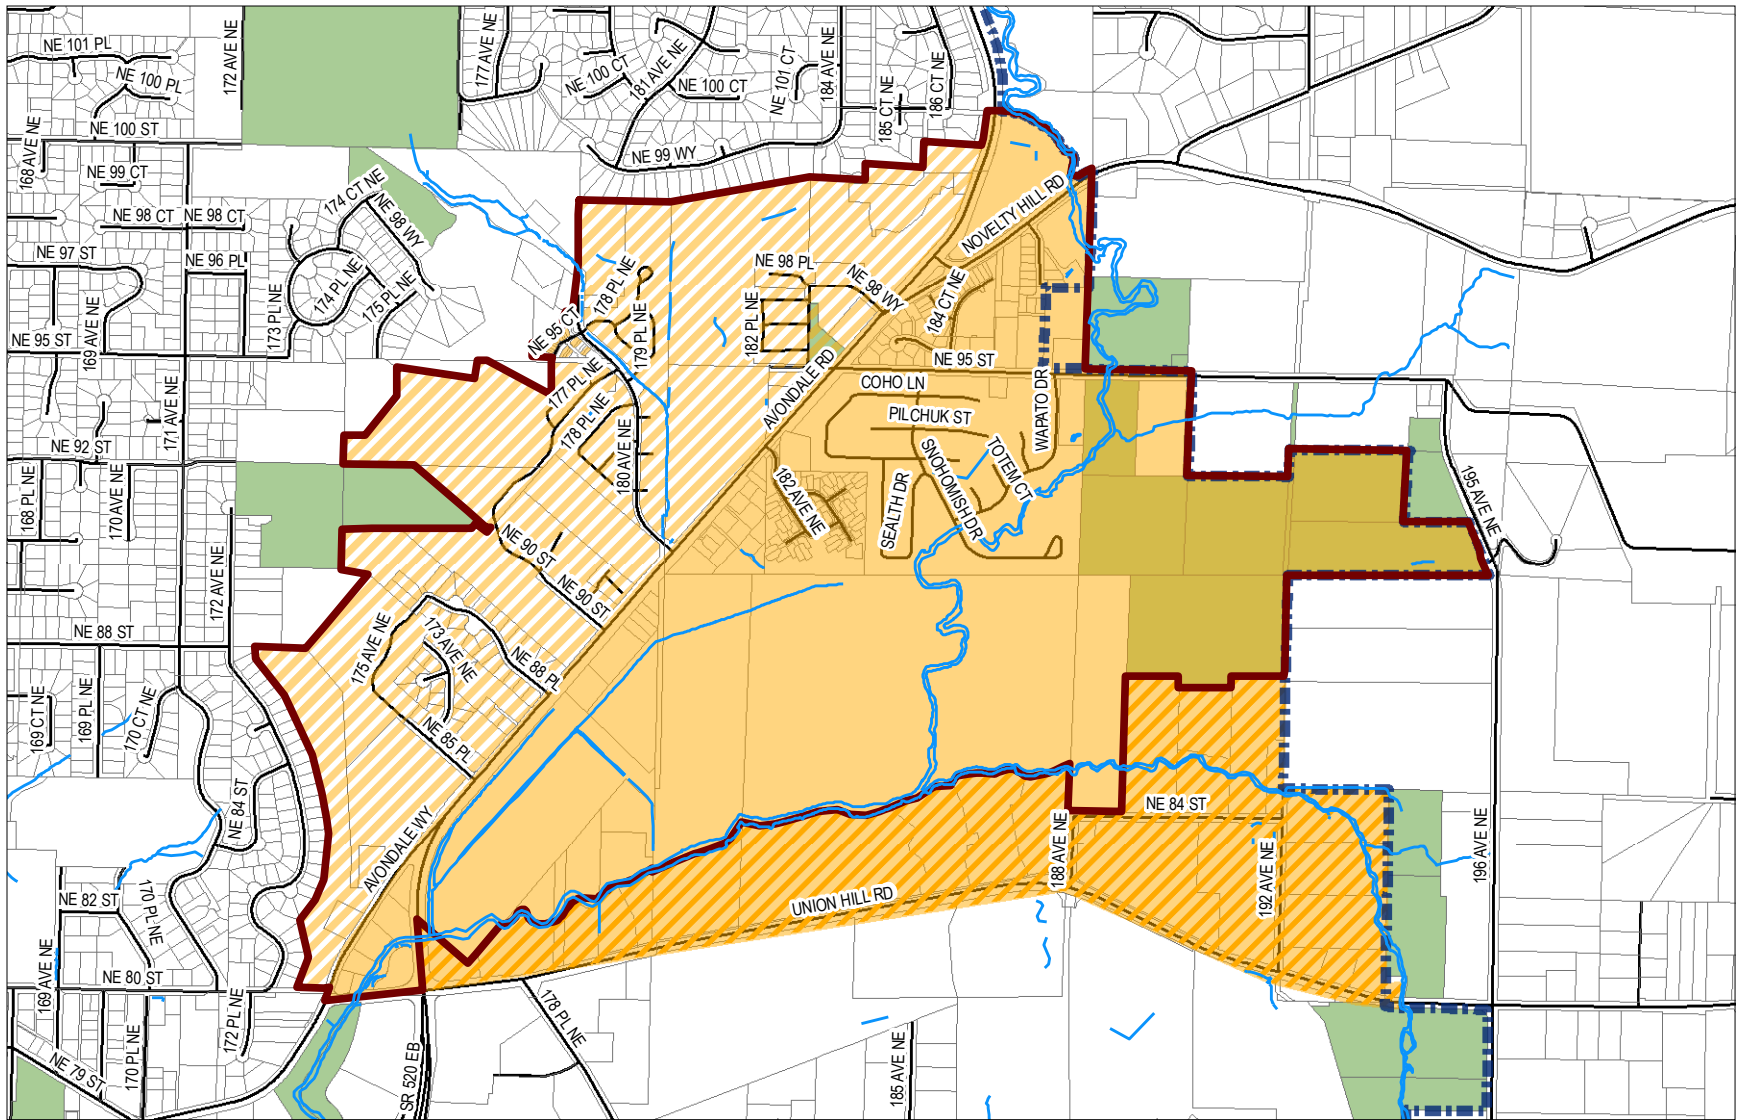 NE 101 PL
172 AVE NE
177 AVE NE
NE 100 CT
181 AVE NE
NE 100 CT
NE 101 CT
184 AVE NE
185 CT NE
186 CT NE
NE 100 PL
NE 100 ST
168 AVE NE
NE 99 CT
NE 99 WY
174 CT NE
NE 98 WY
NE 98 CT
NE 98 CT
NE 97 ST
NE 96 PL
173 PL NE
174 PL NE
175 PL NE
169 AVE NE
NE 95 ST
NOVELTY HILL RD
NE 98 PL
NE 98 WY
178 PL NE
179 PL NE
182 PL NE
184 CT NE
NE 95 CT
NE 95 ST
AVONDALE RD
COHO LN
PILCHUK ST
WAPATO DR
177 PL NE
178 PL NE
180 AVE NE
171 AVE NE
NE 92 ST
168 PL NE
170 AVE NE
182 AVE NE
SEALTH DR
SNOHOMISH DR
TOTEM CT
195 AVE NE
NE 90 ST
NE 90 ST
172 AVE NE
NE 88 ST
175 AVE NE
173 AVE NE
NE 88 PL
NE 85 PL
169 CT NE
169 PL NE
170 CT NE
NE 84 ST
NE 84 ST
AVONDALE WY
188 AVE NE
192 AVE NE
196 AVE NE
UNION HILL RD
NE 82 ST
170 PL NE
169 AVE NE
NE 80 ST
172 PL NE
170 PL NE
NE 79 ST
SR 520 EB
178 PL NE
185 AVE NE